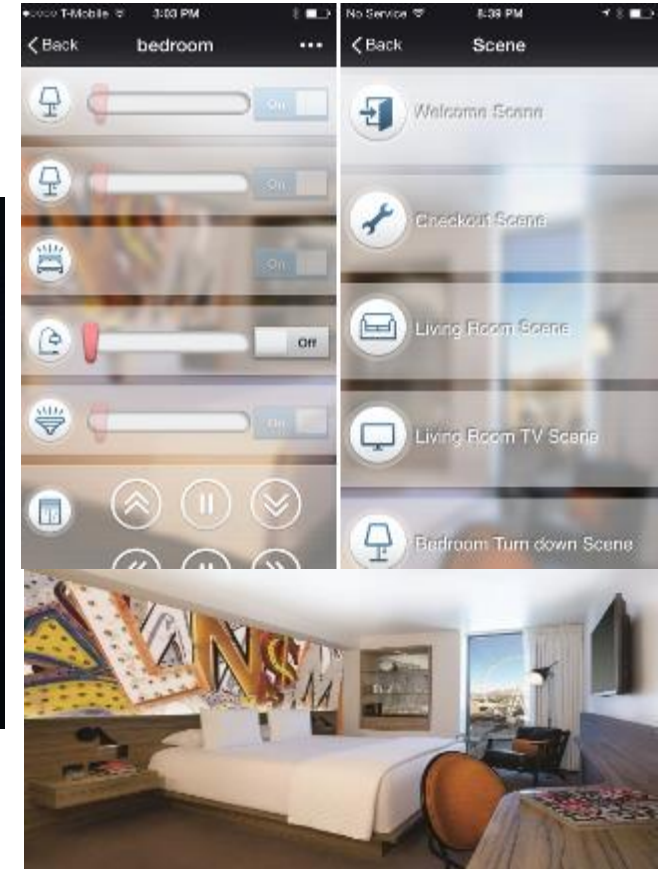 T-Mobile 3:03 PM
Back bedroom •••
On
On
On
Off
On
No Service 8:39 PM
Back Scene
Welcome Scene
Checkout Scene
Living Room Scene
Living Room TV Scene
Bedroom Turn down Scene